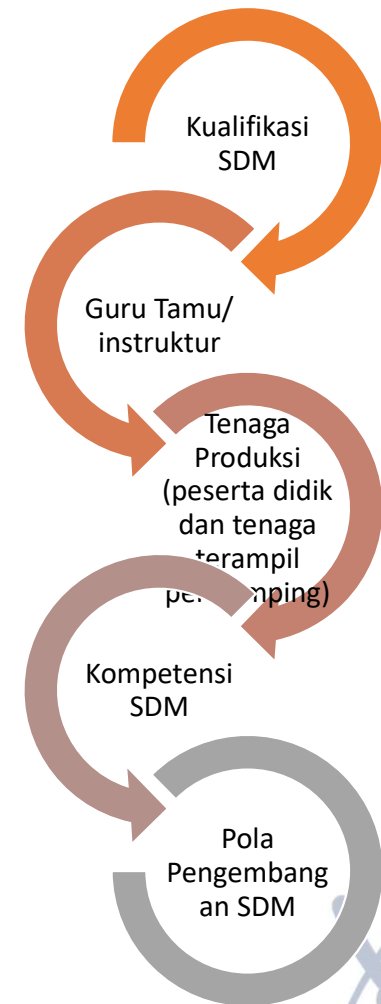 Kualifikasi
SDM
Guru Tamu/
instruktur
Tenaga
Produksi
(peserta didik
dan tenaga
terampil
Kompetensi
SDM
Pola
Pengembang
an SDM